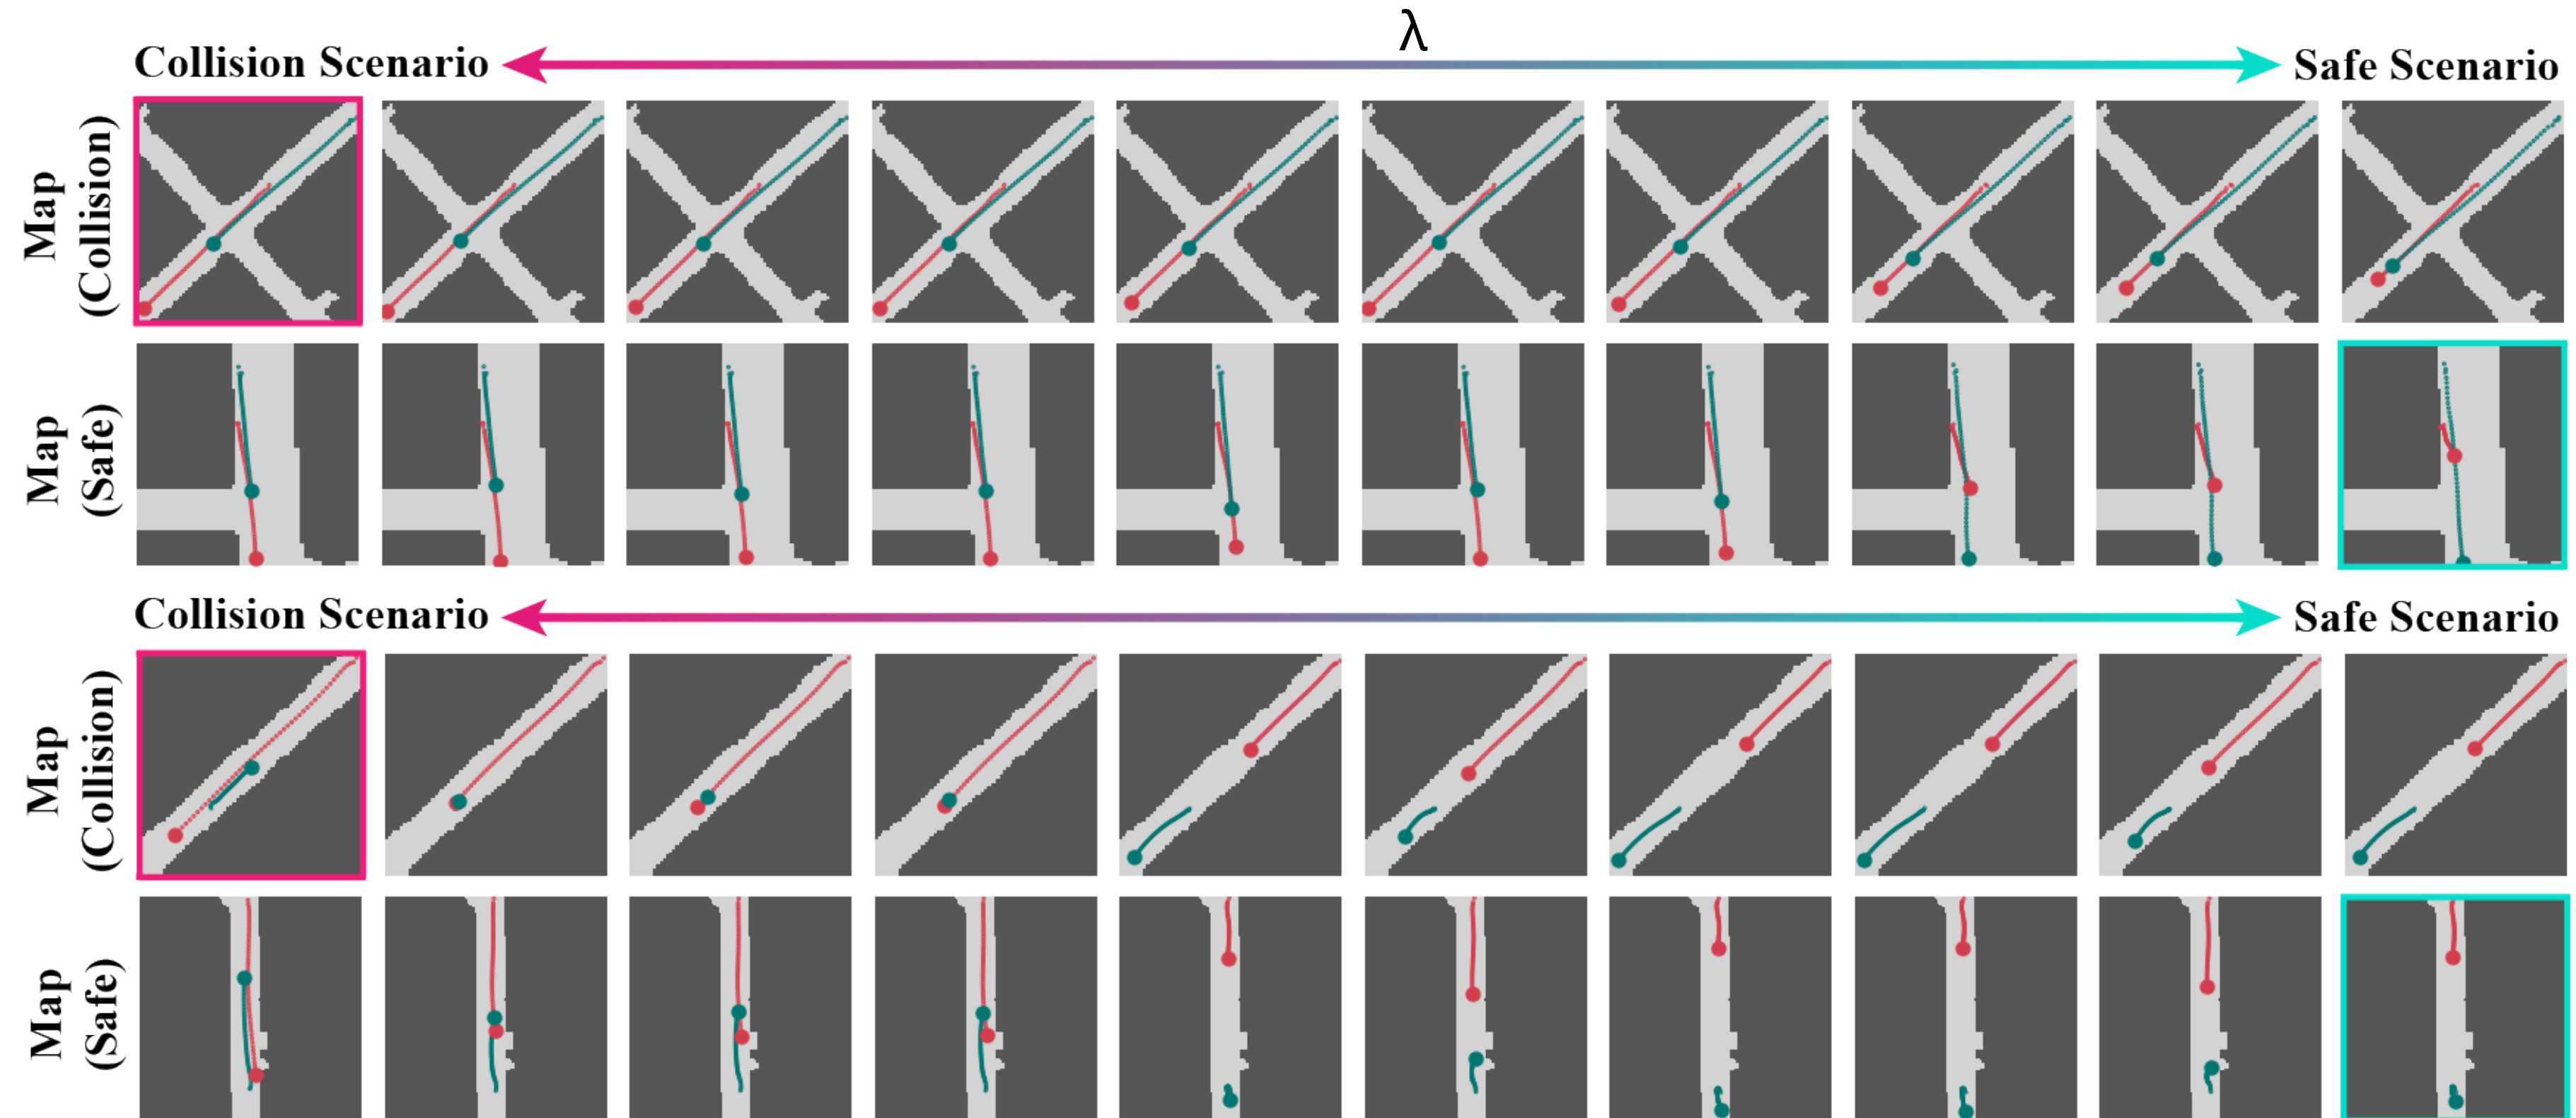 λ
Collision Scenario
Safe Scenario
Map
(Collision)
Map
(Safe)
Collision Scenario
Safe Scenario
Map
(Collision)
Map
(Safe)